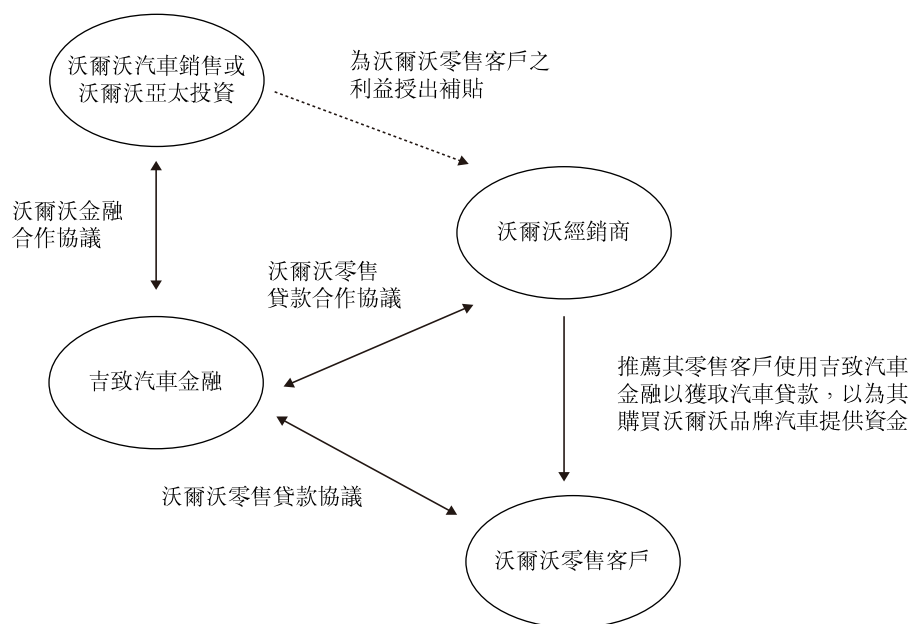 沃爾沃汽車銷售或
沃爾沃亞太投資
為沃爾沃零售客戶之
利益授出補貼
沃爾沃金融
合作協議
沃爾沃經銷商
沃爾沃零售
貸款合作協議
吉致汽車金融
推薦其零售客戶使用吉致汽車
金融以獲取汽車貸款，以為其
購買沃爾沃品牌汽車提供資金
沃爾沃零售貸款協議
沃爾沃零售客戶